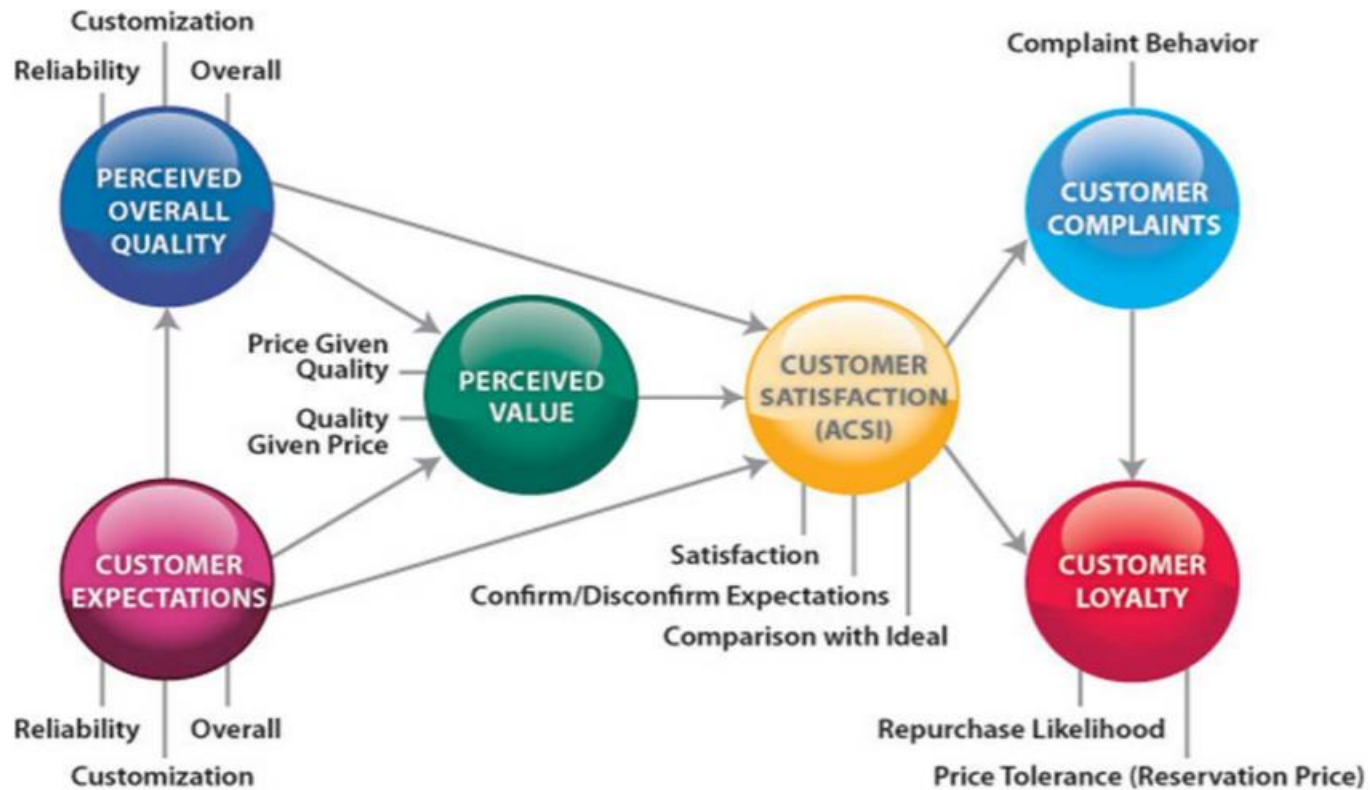 Customization
Reliability
Overall
PERCEIVED
OVERALL
QUALITY
Complaint Behavior
CUSTOMER
COMPLAINTS
Price Given
Quality
Quality
Given Price
PERCEIVED
VALUE
CUSTOMER
SATISFACTION
(ACSI)
Satisfaction
Confirm/Disconfirm Expectations
Comparison with Ideal
CUSTOMER
EXPECTATIONS
Reliability
Overall
Customization
CUSTOMER
LOYALTY
Repurchase Likelihood
Price Tolerance (Reservation Price)